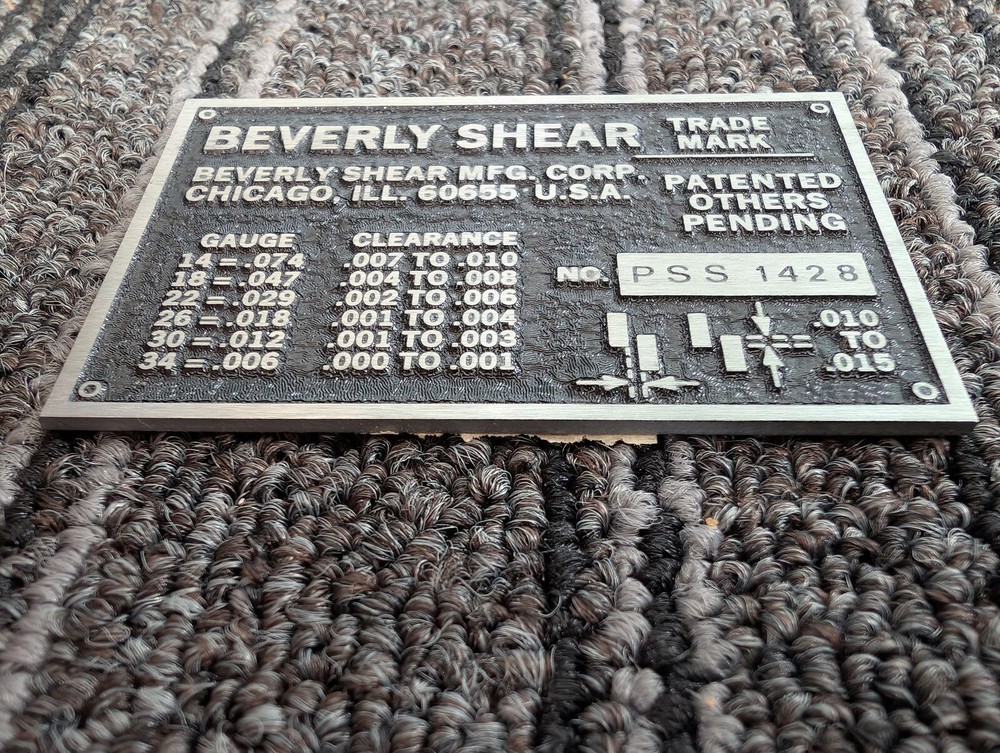 BEVERLY SHEAR TRADE MARK
BEVERLY SHEAR MFG. CORP.
CHICAGO, ILL. 60655 U.S.A.
PATENTED
OTHERS
PENDING
GAUGE CLEARANCE
14 = .074 .007 TO .010
18 = .047 .004 TO .008
22 = .029 .002 TO .006
26 = .018 .001 TO .004
30 = .012 .001 TO .003
34 = .006 .000 TO .001
NO. PSS 1428
.010
TO
.015